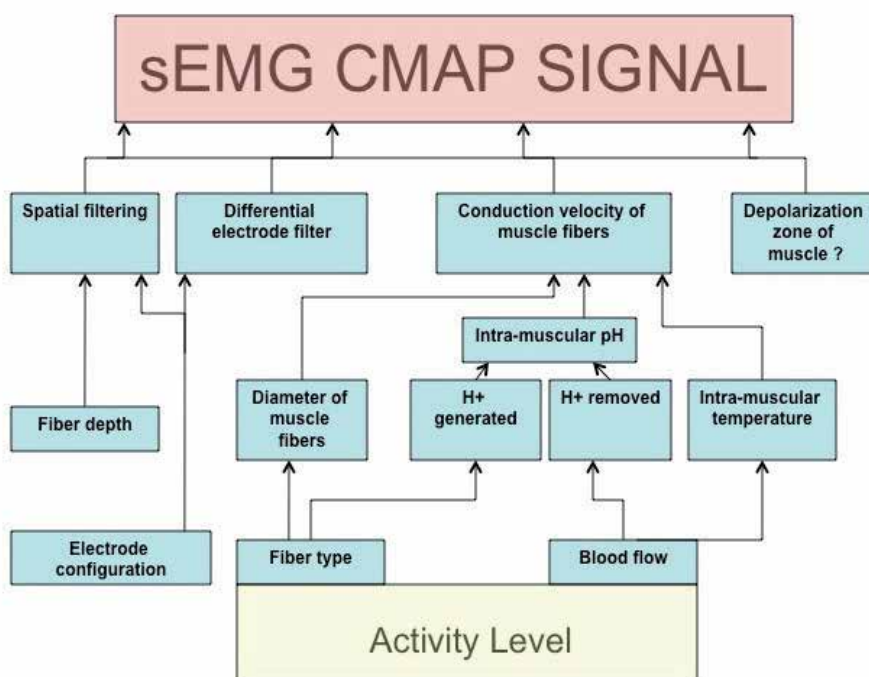 sEMG CMAP SIGNAL
Spatial filtering
Differential
electrode filter
Conduction velocity of
muscle fibers
Depolarization
zone of
muscle ?
Intra-muscular pH
Fiber depth
Diameter of
muscle
fibers
H+
generated
H+ removed
Intra-muscular
temperature
Electrode
configuration
Fiber type
Blood flow
Activity Level